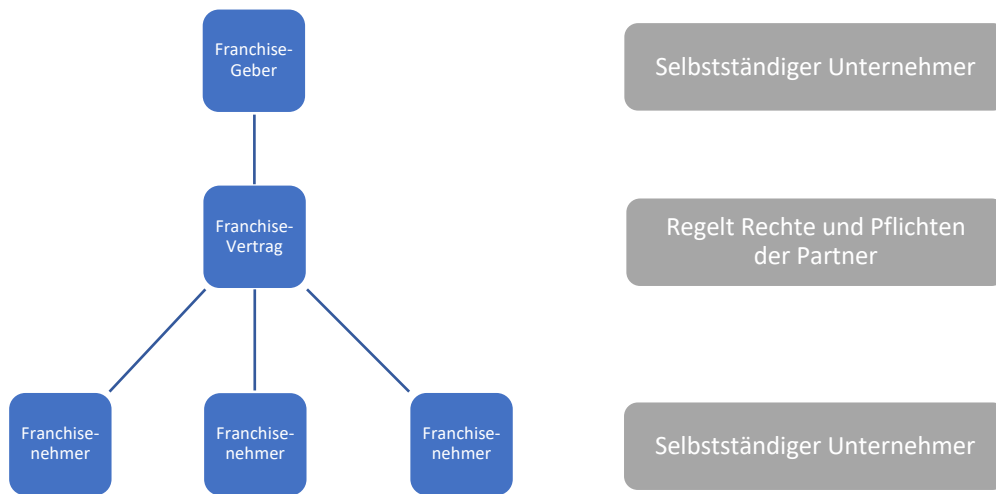 Franchise-
Geber
Selbstständiger Unternehmer
Franchise-
Vertrag
Regelt Rechte und Pflichten
der Partner
Franchise-
nehmer
Franchise-
nehmer
Franchise-
nehmer
Selbstständiger Unternehmer